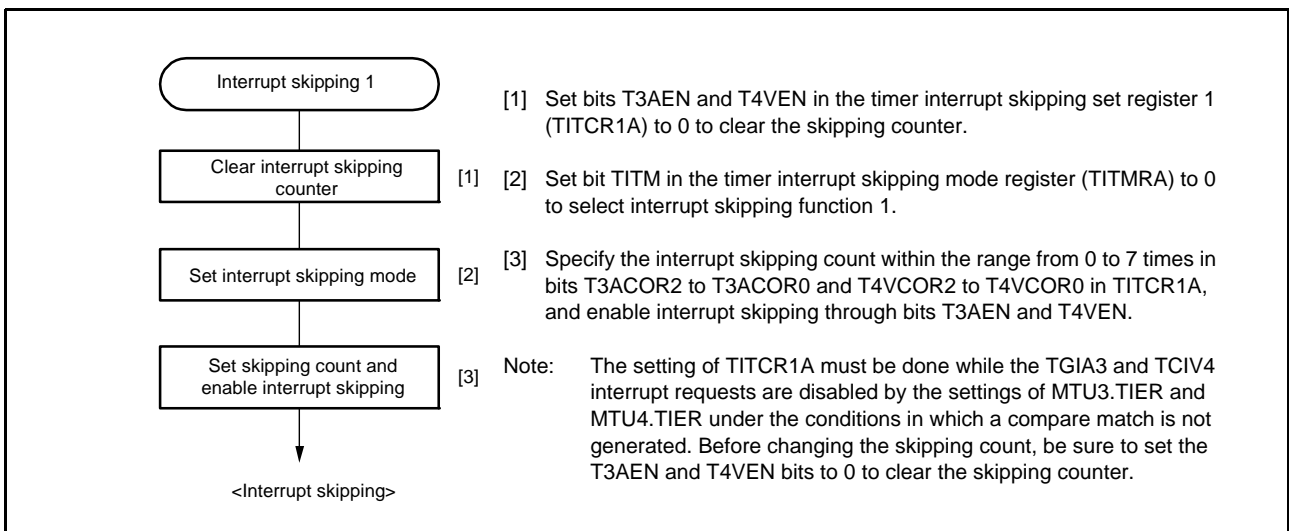 Interrupt skipping 1
Clear interrupt skipping
counter
[1]
Set interrupt skipping mode
[2]
Set skipping count and
enable interrupt skipping
[3]
<Interrupt skipping>
[1] Set bits T3AEN and T4VEN in the timer interrupt skipping set register 1
(TITCR1A) to 0 to clear the skipping counter.
[2] Set bit TITM in the timer interrupt skipping mode register (TITMRA) to 0
to select interrupt skipping function 1.
[3] Specify the interrupt skipping count within the range from 0 to 7 times in
bits T3ACOR2 to T3ACOR0 and T4VCOR2 to T4VCOR0 in TITCR1A,
and enable interrupt skipping through bits T3AEN and T4VEN.
Note: The setting of TITCR1A must be done while the TGIA3 and TCIV4
interrupt requests are disabled by the settings of MTU3.TIER and
MTU4.TIER under the conditions in which a compare match is not
generated. Before changing the skipping count, be sure to set the
T3AEN and T4VEN bits to 0 to clear the skipping counter.